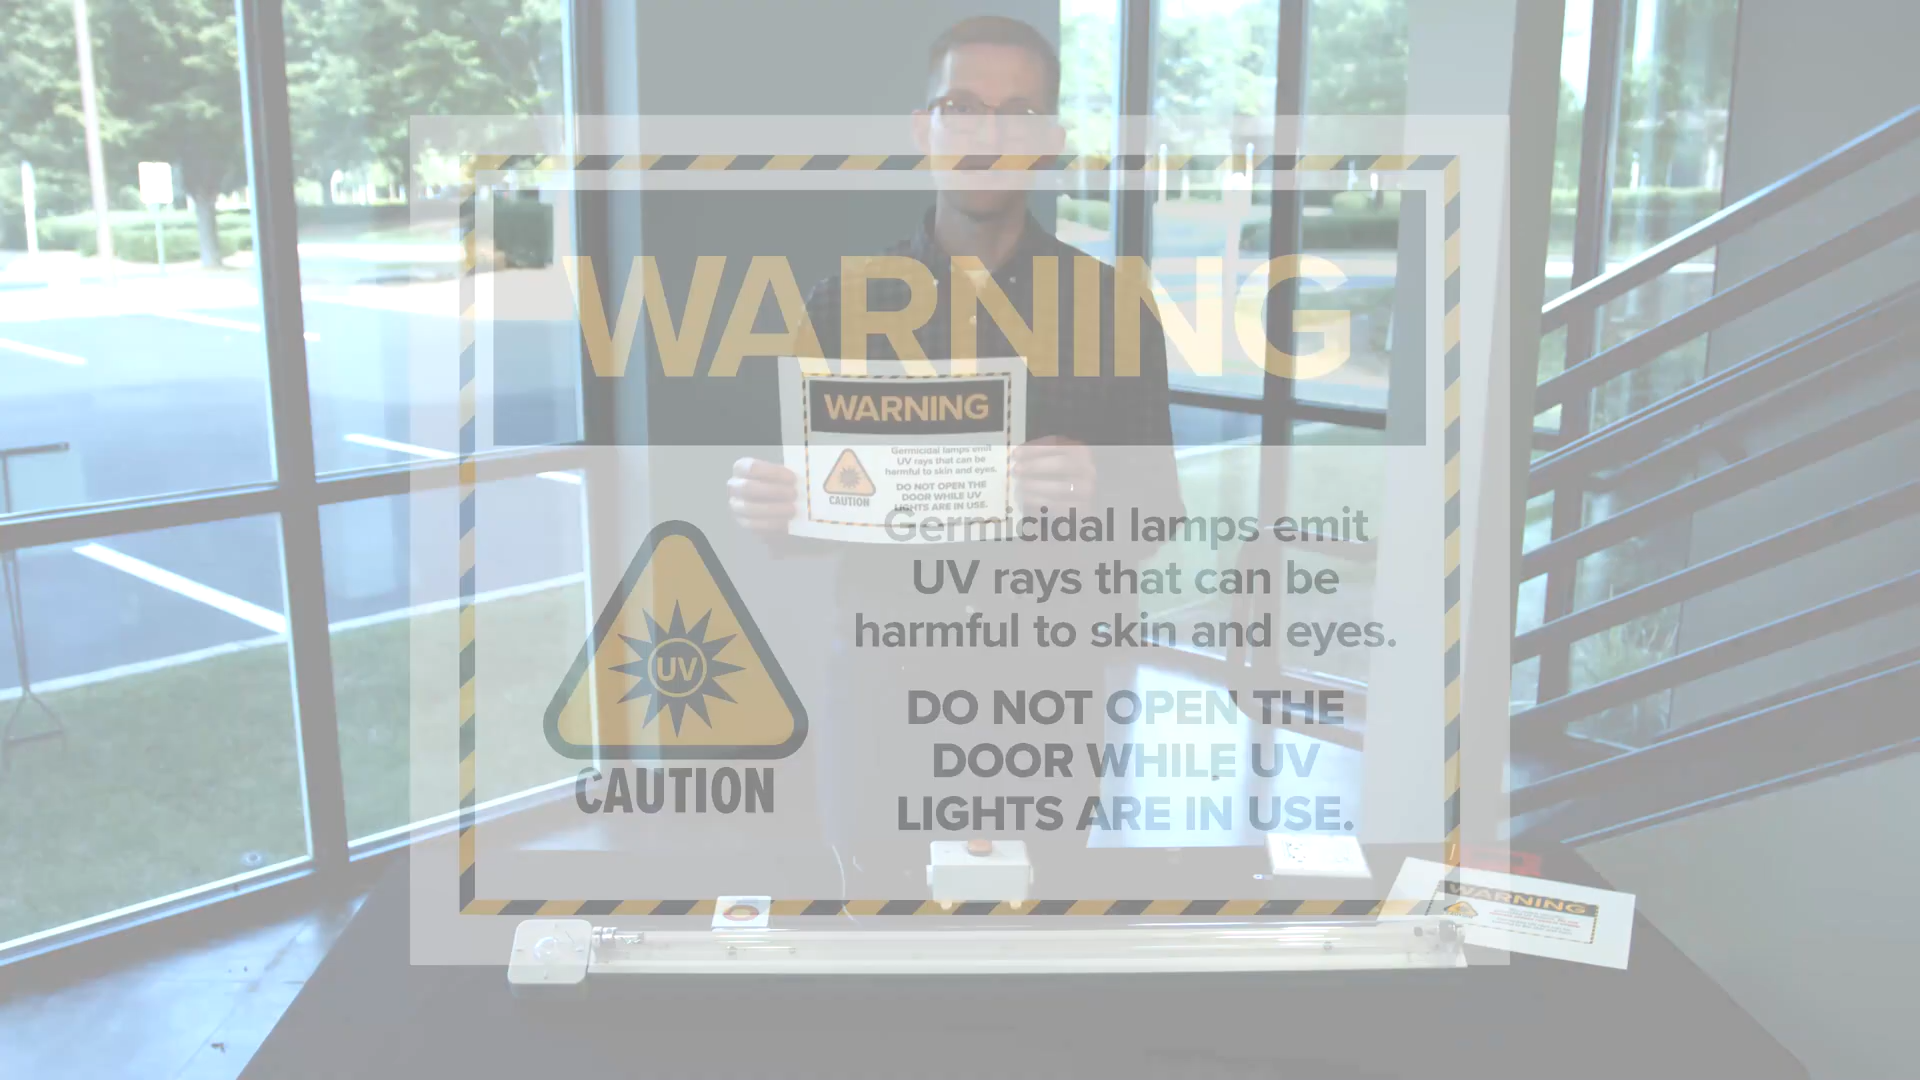 WARNING
Germicidal lamps emit
UV rays that can be
harmful to skin and eyes.
DO NOT OPEN THE
DOOR WHILE UV
LIGHTS ARE IN USE.
UV
CAUTION
WARNING
Germicidal lamps emit
UV rays that can be
harmful to skin and eyes.
DO NOT OPEN THE
DOOR WHILE UV
LIGHTS ARE IN USE.
CAUTION
WARNING